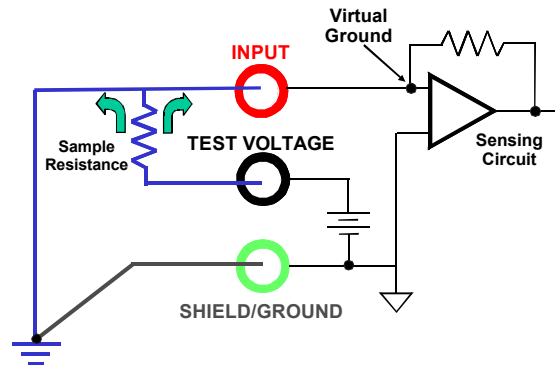 Virtual
Ground
INPUT
Sample
Resistance
TEST VOLTAGE
Sensing
Circuit
SHIELD/GROUND